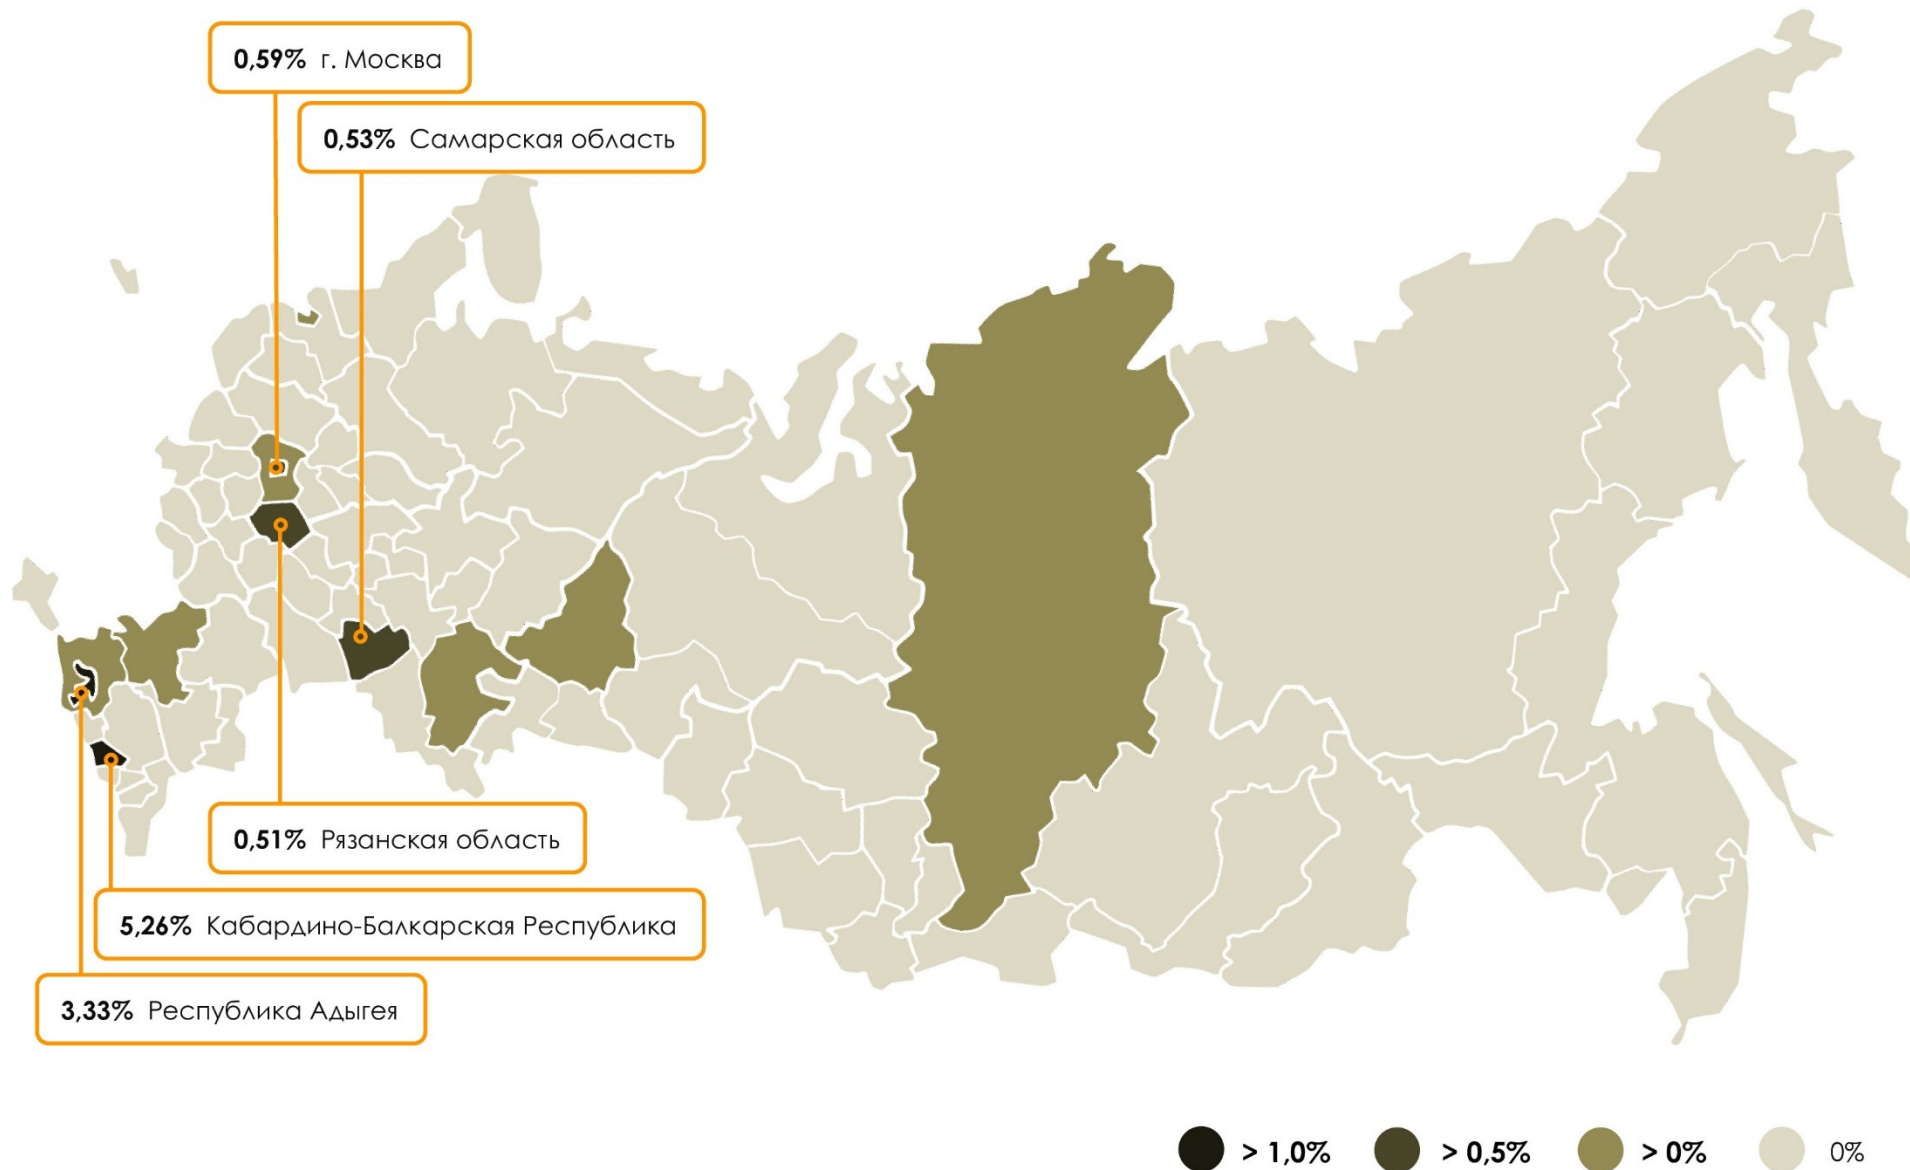 0,59% г. Москва
0,53% Самарская область
0,51% Рязанская область
5,26% Кабардино-Балкарская Республика
3,33% Республика Адыгея
> 1,0% > 0,5% > 0% 0%